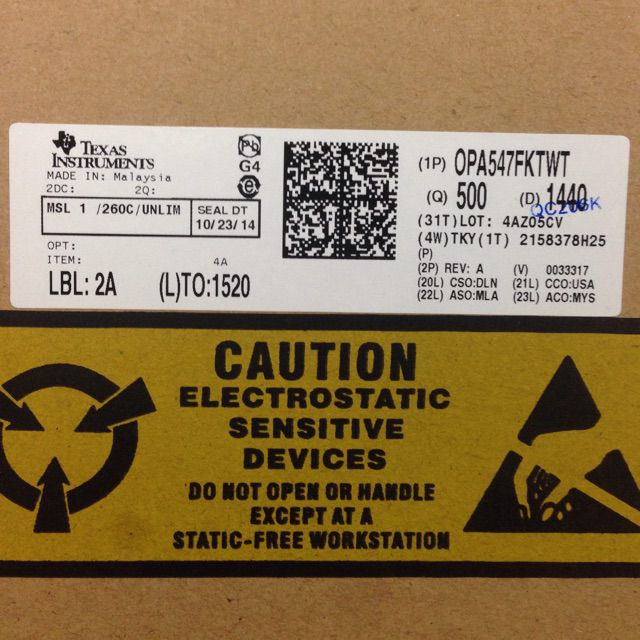 TEXAS
INSTRUMENTS
MADE IN: Malaysia
2DC: 2Q:
MSL 1 /260C/UNLIM
SEAL DT
10/23/14
OPT:
ITEM:
4A
LBL: 2A (L)TO:1520
Pb
G4
e
(1P) OPA547FKTWT
(Q) 500 (D) 1440
(31T)LOT: 4AZ05CV
(4W)TKY(1T) 2158378H25
(P)
(2P) REV: A (V) 0033317
(20L) CSO:DLN (21L) CCO:USA
(22L) ASO:MLA (23L) ACO:MYS
CAUTION
ELECTROSTATIC
SENSITIVE
DEVICES
DO NOT OPEN OR HANDLE
EXCEPT AT A
STATIC-FREE WORKSTATION